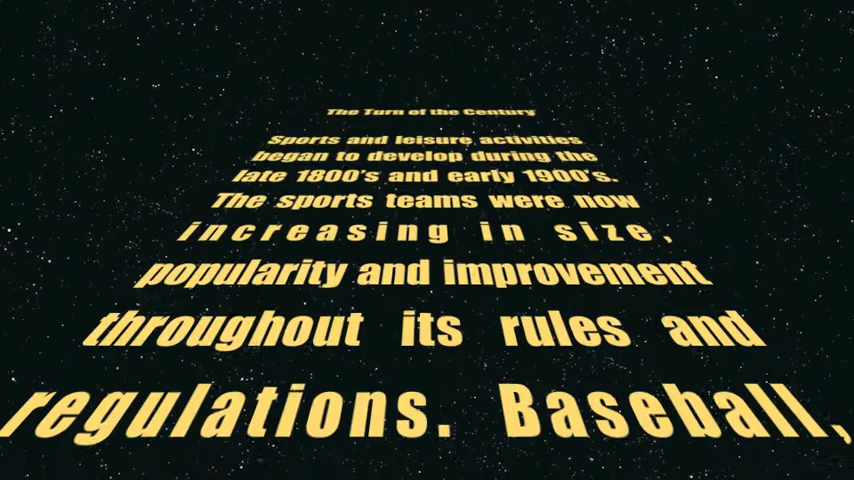 The Turn of the Century
Sports and leisure activities
began to develop during the
late 1800's and early 1900's.
The sports teams were now
increasing in size,
popularity and improvement
throughout its rules and
regulations. Baseball,